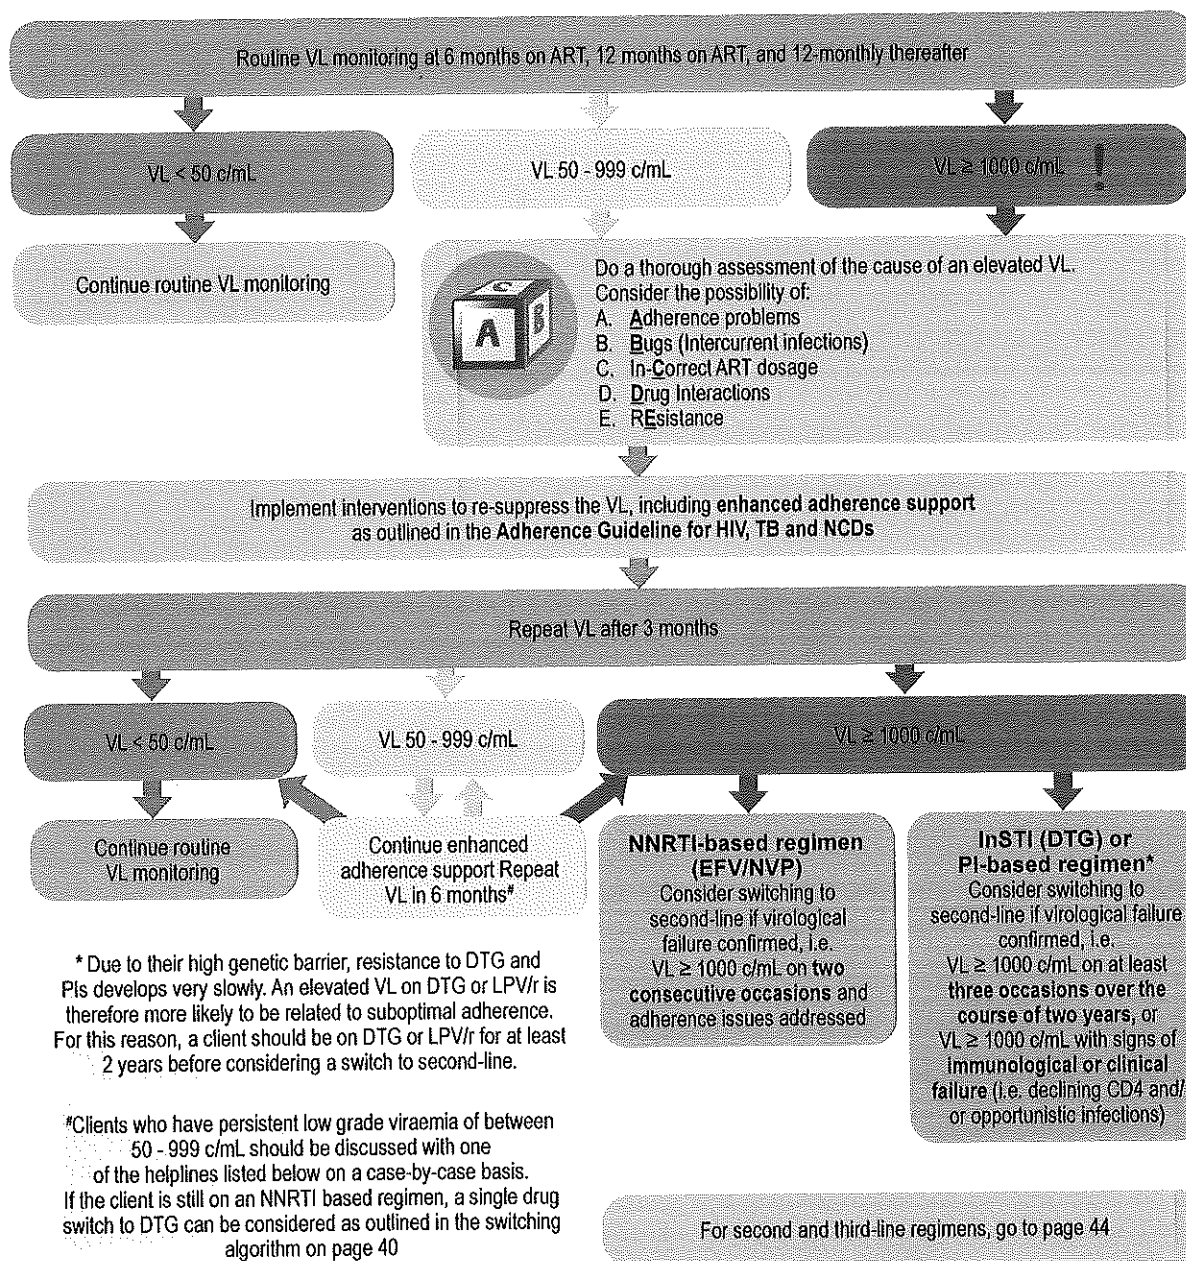 Routine VL monitoring at 6 months on ART, 12 months on ART, and 12-monthly thereafter
VL < 50 c/mL
VL 50 - 999 c/mL
VL ≥ 1000 c/mL !
Continue routine VL monitoring
A B C
Do a thorough assessment of the cause of an elevated VL.
Consider the possibility of:
A. Adherence problems
B. Bugs (Intercurrent infections)
C. In-Correct ART dosage
D. Drug Interactions
E. REsistance
Implement interventions to re-suppress the VL, including enhanced adherence support
as outlined in the Adherence Guideline for HIV, TB and NCDs
Repeat VL after 3 months
VL < 50 c/mL
VL 50 - 999 c/mL
VL ≥ 1000 c/mL
Continue routine
VL monitoring
Continue enhanced
adherence support Repeat
VL in 6 months#
NNRTI-based regimen
(EFV/NVP)
Consider switching to
second-line if virological
failure confirmed, i.e.
VL ≥ 1000 c/mL on two
consecutive occasions and
adherence issues addressed
InSTI (DTG) or
PI-based regimen*
Consider switching to
second-line if virological failure
confirmed, i.e.
VL ≥ 1000 c/mL on at least
three occasions over the
course of two years, or
VL ≥ 1000 c/mL with signs of
immunological or clinical
failure (i.e. declining CD4 and/
or opportunistic infections)
* Due to their high genetic barrier, resistance to DTG and
PIs develops very slowly. An elevated VL on DTG or LPV/r is
therefore more likely to be related to suboptimal adherence.
For this reason, a client should be on DTG or LPV/r for at least
2 years before considering a switch to second-line.
#Clients who have persistent low grade viraemia of between
50 - 999 c/mL should be discussed with one
of the helplines listed below on a case-by-case basis.
If the client is still on an NNRTI based regimen, a single drug
switch to DTG can be considered as outlined in the switching
algorithm on page 40
For second and third-line regimens, go to page 44